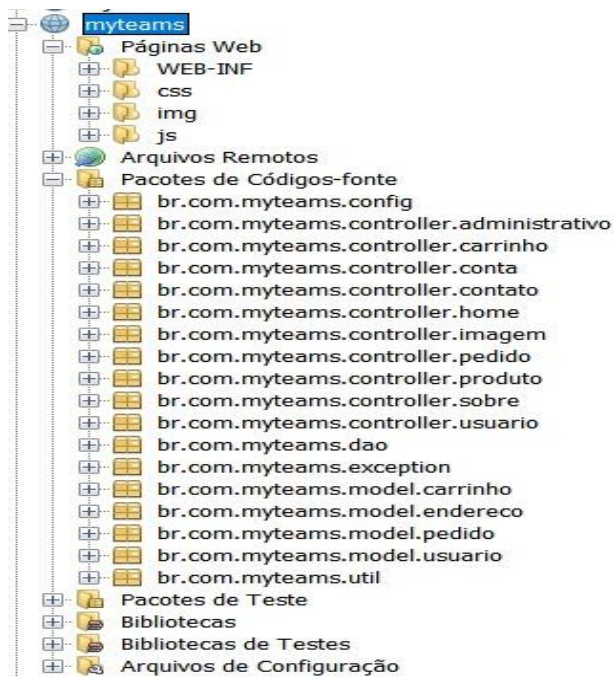 myteams
Páginas Web
WEB-INF
css
img
js
Arquivos Remotos
Pacotes de Códigos-fonte
br.com.myteams.config
br.com.myteams.controller.administrativo
br.com.myteams.controller.carrinho
br.com.myteams.controller.conta
br.com.myteams.controller.contato
br.com.myteams.controller.home
br.com.myteams.controller.imagem
br.com.myteams.controller.pedido
br.com.myteams.controller.produto
br.com.myteams.controller.sobre
br.com.myteams.controller.usuario
br.com.myteams.dao
br.com.myteams.exception
br.com.myteams.model.carrinho
br.com.myteams.model.endereco
br.com.myteams.model.pedido
br.com.myteams.model.usuario
br.com.myteams.util
Pacotes de Teste
Bibliotecas
Bibliotecas de Testes
Arquivos de Configuração